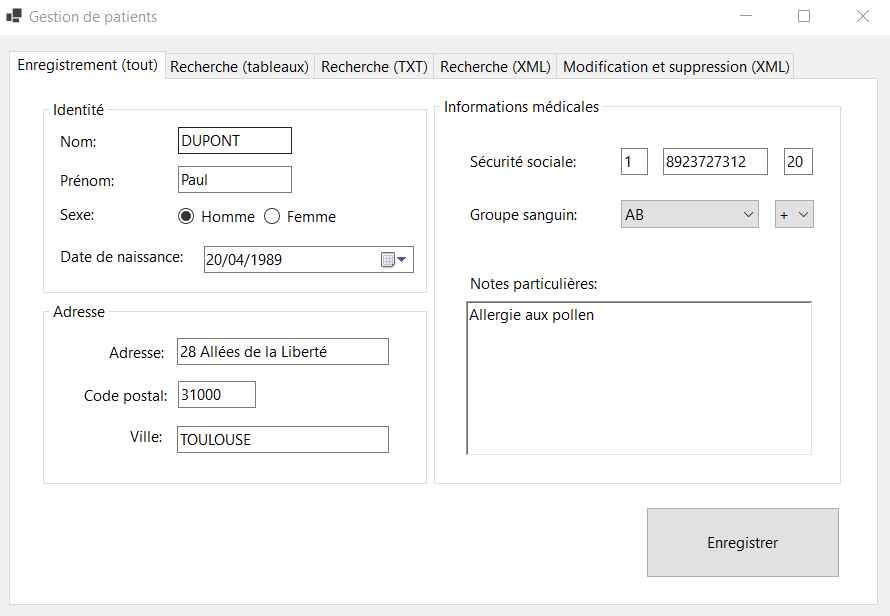 Gestion de patients
Enregistrement (tout) Recherche (tableaux) Recherche (TXT) Recherche (XML) Modification et suppression (XML)
Identité
Nom: DUPONT
Prénom: Paul
Sexe: Homme Femme
Date de naissance: 20/04/1989
Adresse
Adresse: 28 Allées de la Liberté
Code postal: 31000
Ville: TOULOUSE
Informations médicales
Sécurité sociale: 1 8923727312 20
Groupe sanguin: AB +
Notes particulières:
Allergie aux pollen
Enregistrer